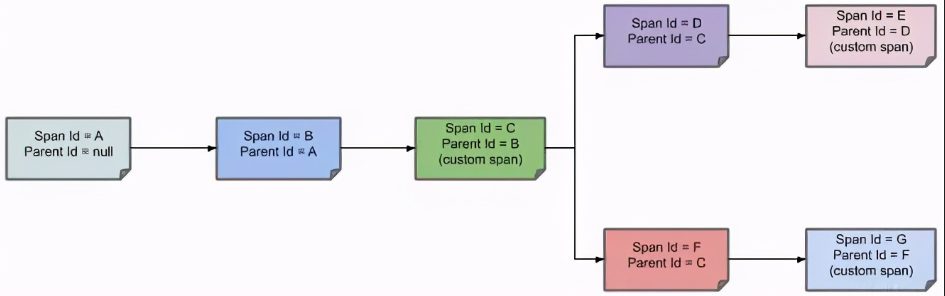 Span Id = A
Parent Id = null
Span Id = B
Parent Id = A
Span Id = C
Parent Id = B
(custom span)
Span Id = D
Parent Id = C
Span Id = E
Parent Id = D
(custom span)
Span Id = F
Parent Id = C
Span Id = G
Parent Id = F
(custom span)